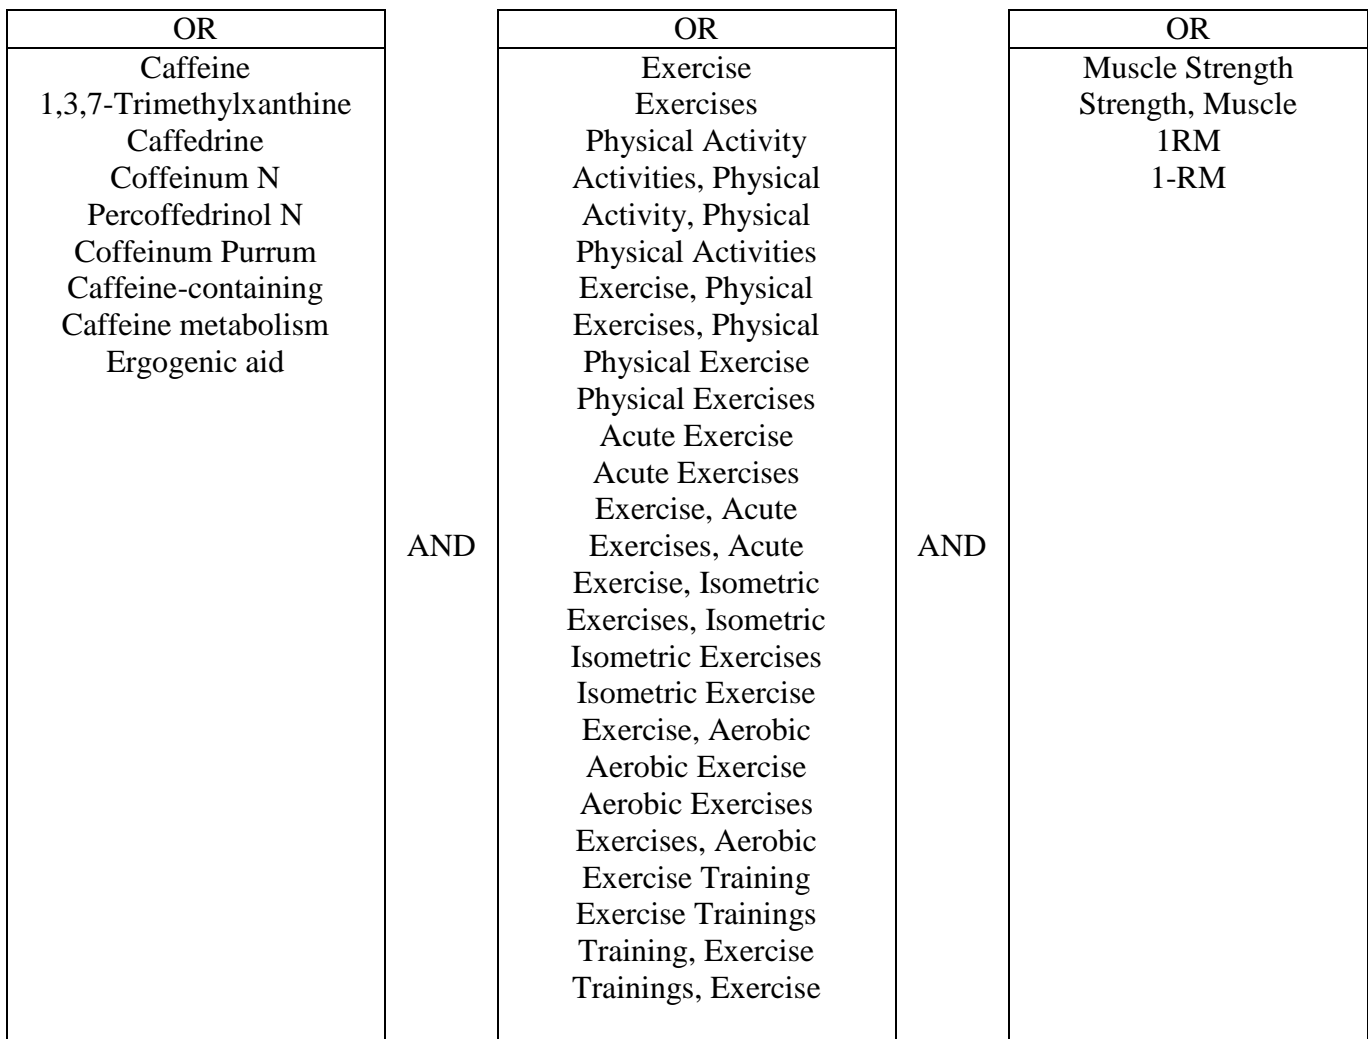 OR
Caffeine
1,3,7-Trimethylxanthine
Caffedrine
Coffeinum N
Percoffedrinol N
Coffeinum Purrum
Caffeine-containing
Caffeine metabolism
Ergogenic aid
AND
OR
Exercise
Exercises
Physical Activity
Activities, Physical
Activity, Physical
Physical Activities
Exercise, Physical
Exercises, Physical
Physical Exercise
Physical Exercises
Acute Exercise
Acute Exercises
Exercise, Acute
Exercises, Acute
Exercise, Isometric
Exercises, Isometric
Isometric Exercises
Isometric Exercise
Exercise, Aerobic
Aerobic Exercise
Aerobic Exercises
Exercises, Aerobic
Exercise Training
Exercise Trainings
Training, Exercise
Trainings, Exercise
AND
OR
Muscle Strength
Strength, Muscle
1RM
1-RM